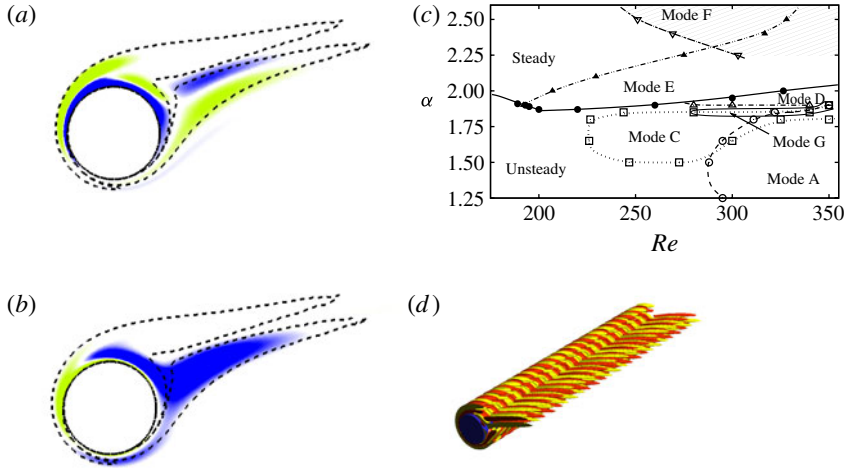 (a)
(b)
(c)
2.50
2.25
2.00
α
1.75
1.50
1.25
200
250
300
350
Re
Mode F
Steady
Mode E
Mode D
Mode C
Mode G
Unsteady
Mode A
(d)